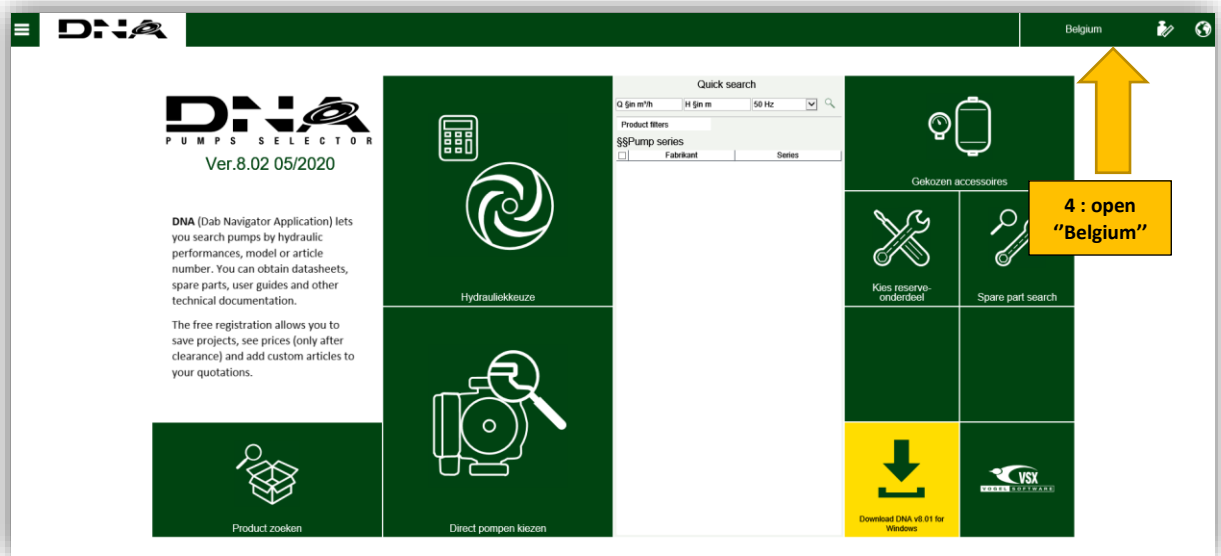 DNA
Belgium
DNA
PUMPS SELECTOR
Ver.8.02 05/2020
DNA (Dab Navigator Application) lets
you search pumps by hydraulic
performances, model or article
number. You can obtain datasheets,
spare parts, user guides and other
technical documentation.
The free registration allows you to
save projects, see prices (only after
clearance) and add custom articles to
your quotations.
Product zoeken
Hydrauliekkeuze
Direct pompen kiezen
Quick search
Q §in m³/h H §in m 50 Hz
Product filters
§§Pump series
Fabrikant Series
Gekozen accessoires
4 : open
‘’Belgium’’
Kies reserve-
onderdeel
Spare part search
Download DNA v8.01 for
Windows
VSX
VOGEL SOFTWARE